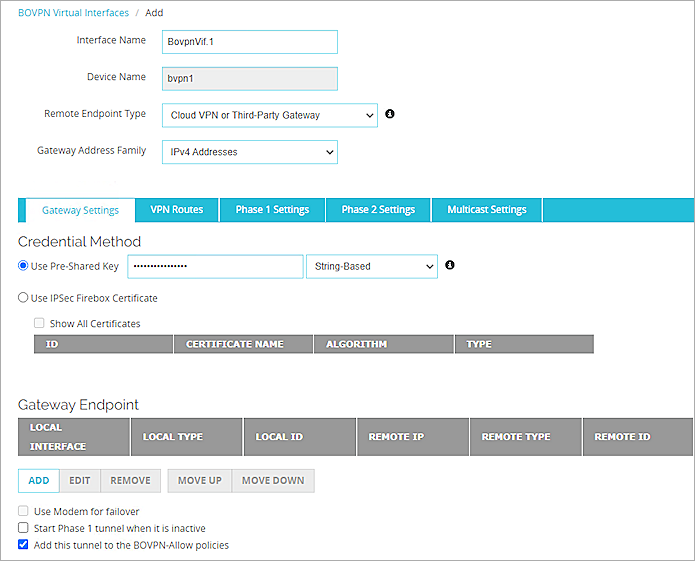 BOVPN Virtual Interfaces / Add
Interface Name BovpnVif.1
Device Name bvpn1
Remote Endpoint Type Cloud VPN or Third-Party Gateway
Gateway Address Family IPv4 Addresses
Gateway Settings VPN Routes Phase 1 Settings Phase 2 Settings Multicast Settings
Credential Method
Use Pre-Shared Key •••••••••••••••• String-Based
Use IPSec Firebox Certificate
Show All Certificates
ID CERTIFICATE NAME ALGORITHM TYPE
Gateway Endpoint
LOCAL INTERFACE LOCAL TYPE LOCAL ID REMOTE IP REMOTE TYPE REMOTE ID
ADD EDIT REMOVE MOVE UP MOVE DOWN
Use Modem for failover
Start Phase 1 tunnel when it is inactive
Add this tunnel to the BOVPN-Allow policies